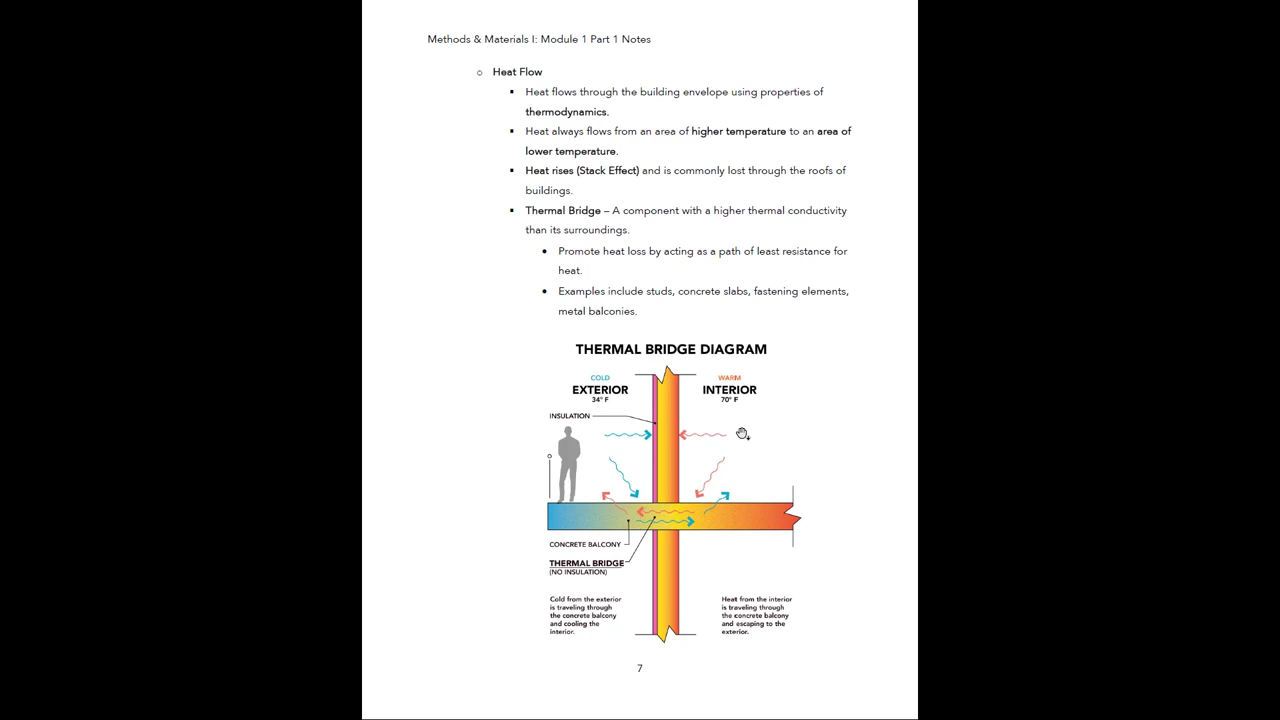 Methods & Materials I: Module 1 Part 1 Notes
o Heat Flow
▪ Heat flows through the building envelope using properties of
thermodynamics.
▪ Heat always flows from an area of higher temperature to an area of
lower temperature.
▪ Heat rises (Stack Effect) and is commonly lost through the roofs of
buildings.
▪ Thermal Bridge – A component with a higher thermal conductivity
than its surroundings.
• Promote heat loss by acting as a path of least resistance for
heat.
• Examples include studs, concrete slabs, fastening elements,
metal balconies.
THERMAL BRIDGE DIAGRAM
COLD
EXTERIOR
34° F
WARM
INTERIOR
70° F
INSULATION
CONCRETE BALCONY
THERMAL BRIDGE
(NO INSULATION)
Cold from the exterior
is traveling through
the concrete balcony
and cooling the
interior.
Heat from the interior
is traveling through
the concrete balcony
and escaping to the
exterior.
7